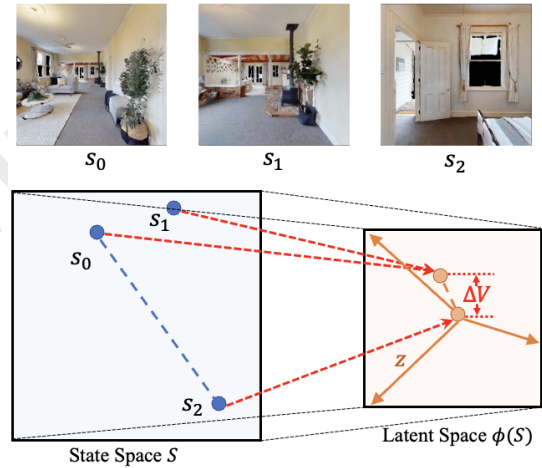 s₀ s₁ s₂
s₁
s₀
ΔV
z
s₂
Latent Space ϕ(S)
State Space S